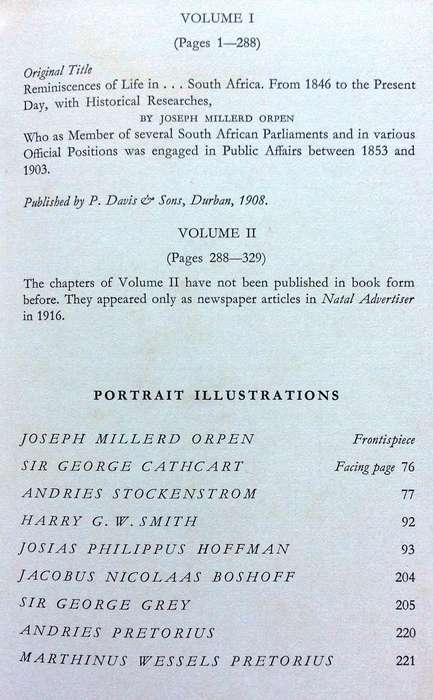 VOLUME I
(Pages 1—288)
Original Title
Reminiscences of Life in . . . South Africa. From 1846 to the Present
Day, with Historical Researches,
BY JOSEPH MILLERD ORPEN
Who as Member of several South African Parliaments and in various
Official Positions was engaged in Public Affairs between 1853 and
1903.
Published by P. Davis & Sons, Durban, 1908.
VOLUME II
(Pages 288—329)
The chapters of Volume II have not been published in book form
before. They appeared only as newspaper articles in Natal Advertiser
in 1916.
PORTRAIT ILLUSTRATIONS
JOSEPH MILLERD ORPEN Frontispiece
SIR GEORGE CATHCART Facing page 76
ANDRIES STOCKENSTROM 77
HARRY G. W. SMITH 92
JOSIAS PHILIPPUS HOFFMAN 93
JACOBUS NICOLAAS BOSHOFF 204
SIR GEORGE GREY 205
ANDRIES PRETORIUS 220
MARTHINUS WESSELS PRETORIUS 221